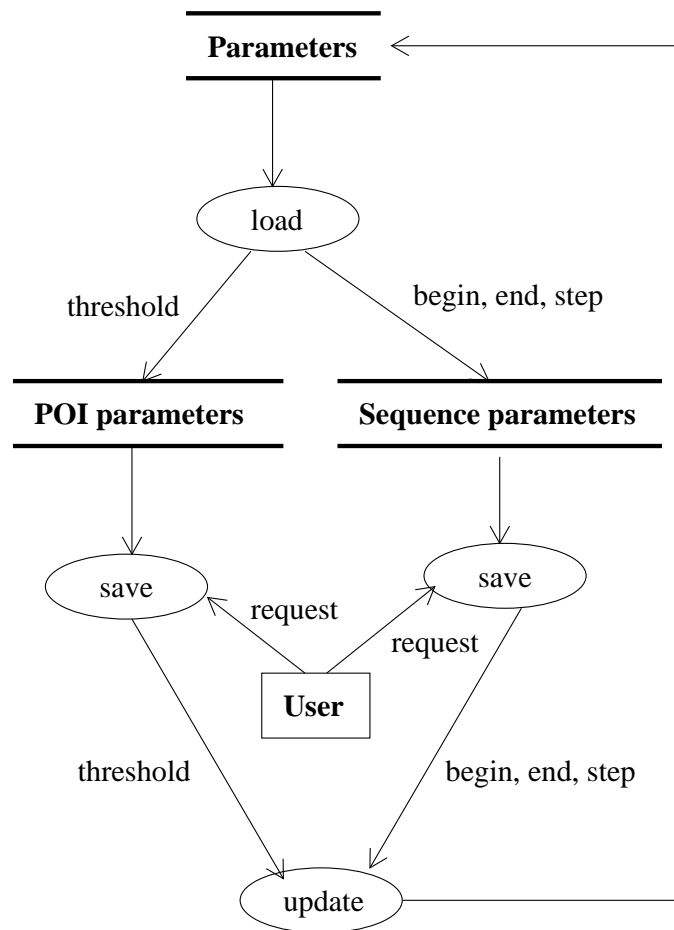 Parameters
load
threshold
begin, end, step
POI parameters
Sequence parameters
save
save
request
request
User
threshold
begin, end, step
update